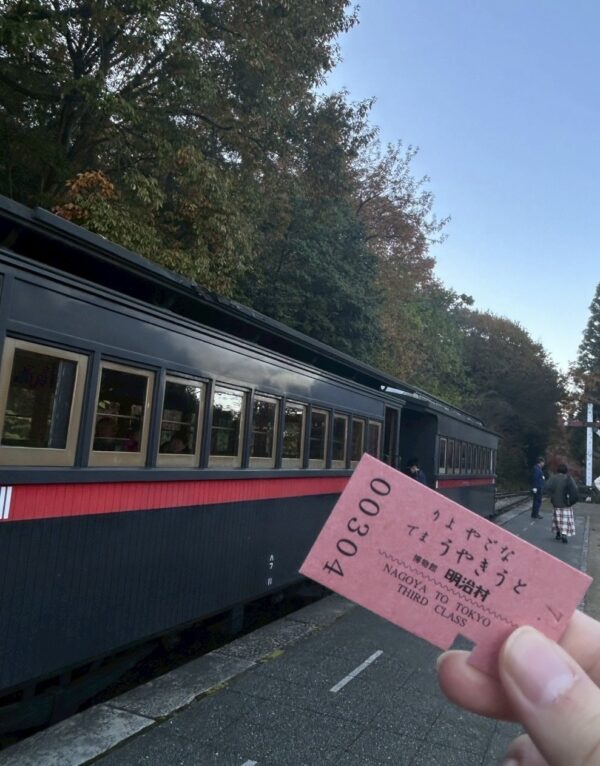 00304
なごやより
とうきやうまで
博物館 明治村
NAGOYA TO TOKYO
THIRD CLASS